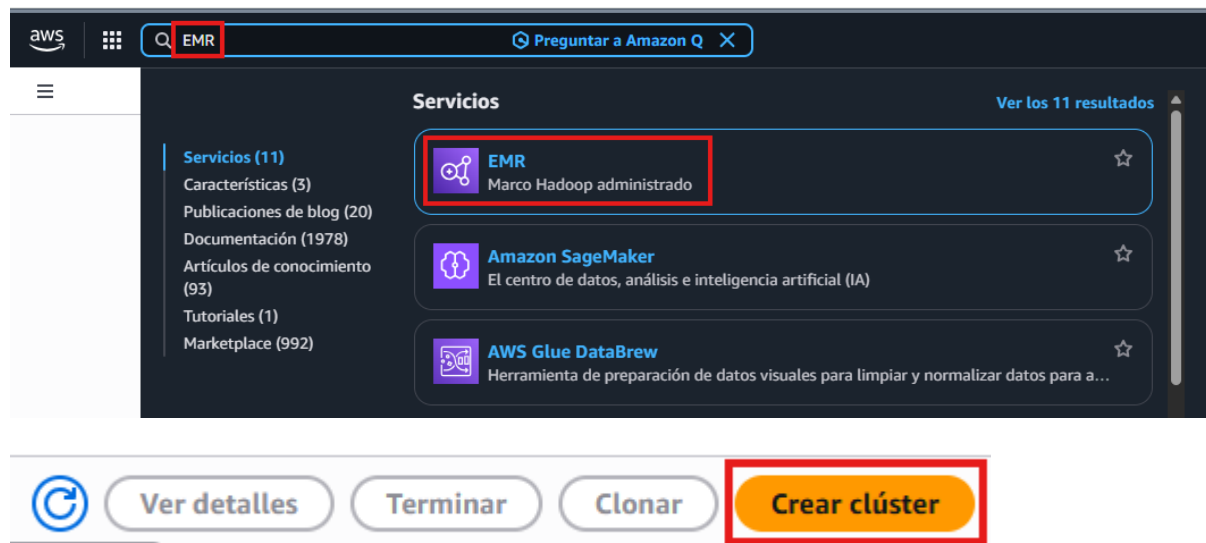 aws
EMR
Preguntar a Amazon Q
Servicios
Ver los 11 resultados
Servicios (11)
Características (3)
Publicaciones de blog (20)
Documentación (1978)
Artículos de conocimiento
(93)
Tutoriales (1)
Marketplace (992)
EMR
Marco Hadoop administrado
Amazon SageMaker
El centro de datos, análisis e inteligencia artificial (IA)
AWS Glue DataBrew
Herramienta de preparación de datos visuales para limpiar y normalizar datos para a...
Ver detalles
Terminar
Clonar
Crear clúster